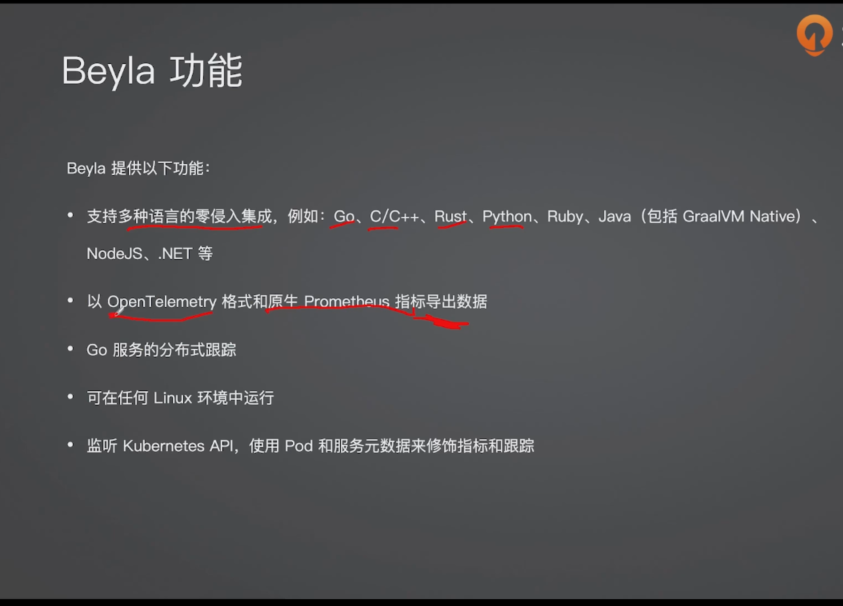 Beyla 功能
Beyla 提供以下功能：
• 支持多种语言的零侵入集成，例如：Go、C/C++、Rust、Python、Ruby、Java（包括 GraalVM Native）、
NodeJS、.NET 等
• 以 OpenTelemetry 格式和原生 Prometheus 指标导出数据
• Go 服务的分布式跟踪
• 可在任何 Linux 环境中运行
• 监听 Kubernetes API，使用 Pod 和服务元数据来修饰指标和跟踪